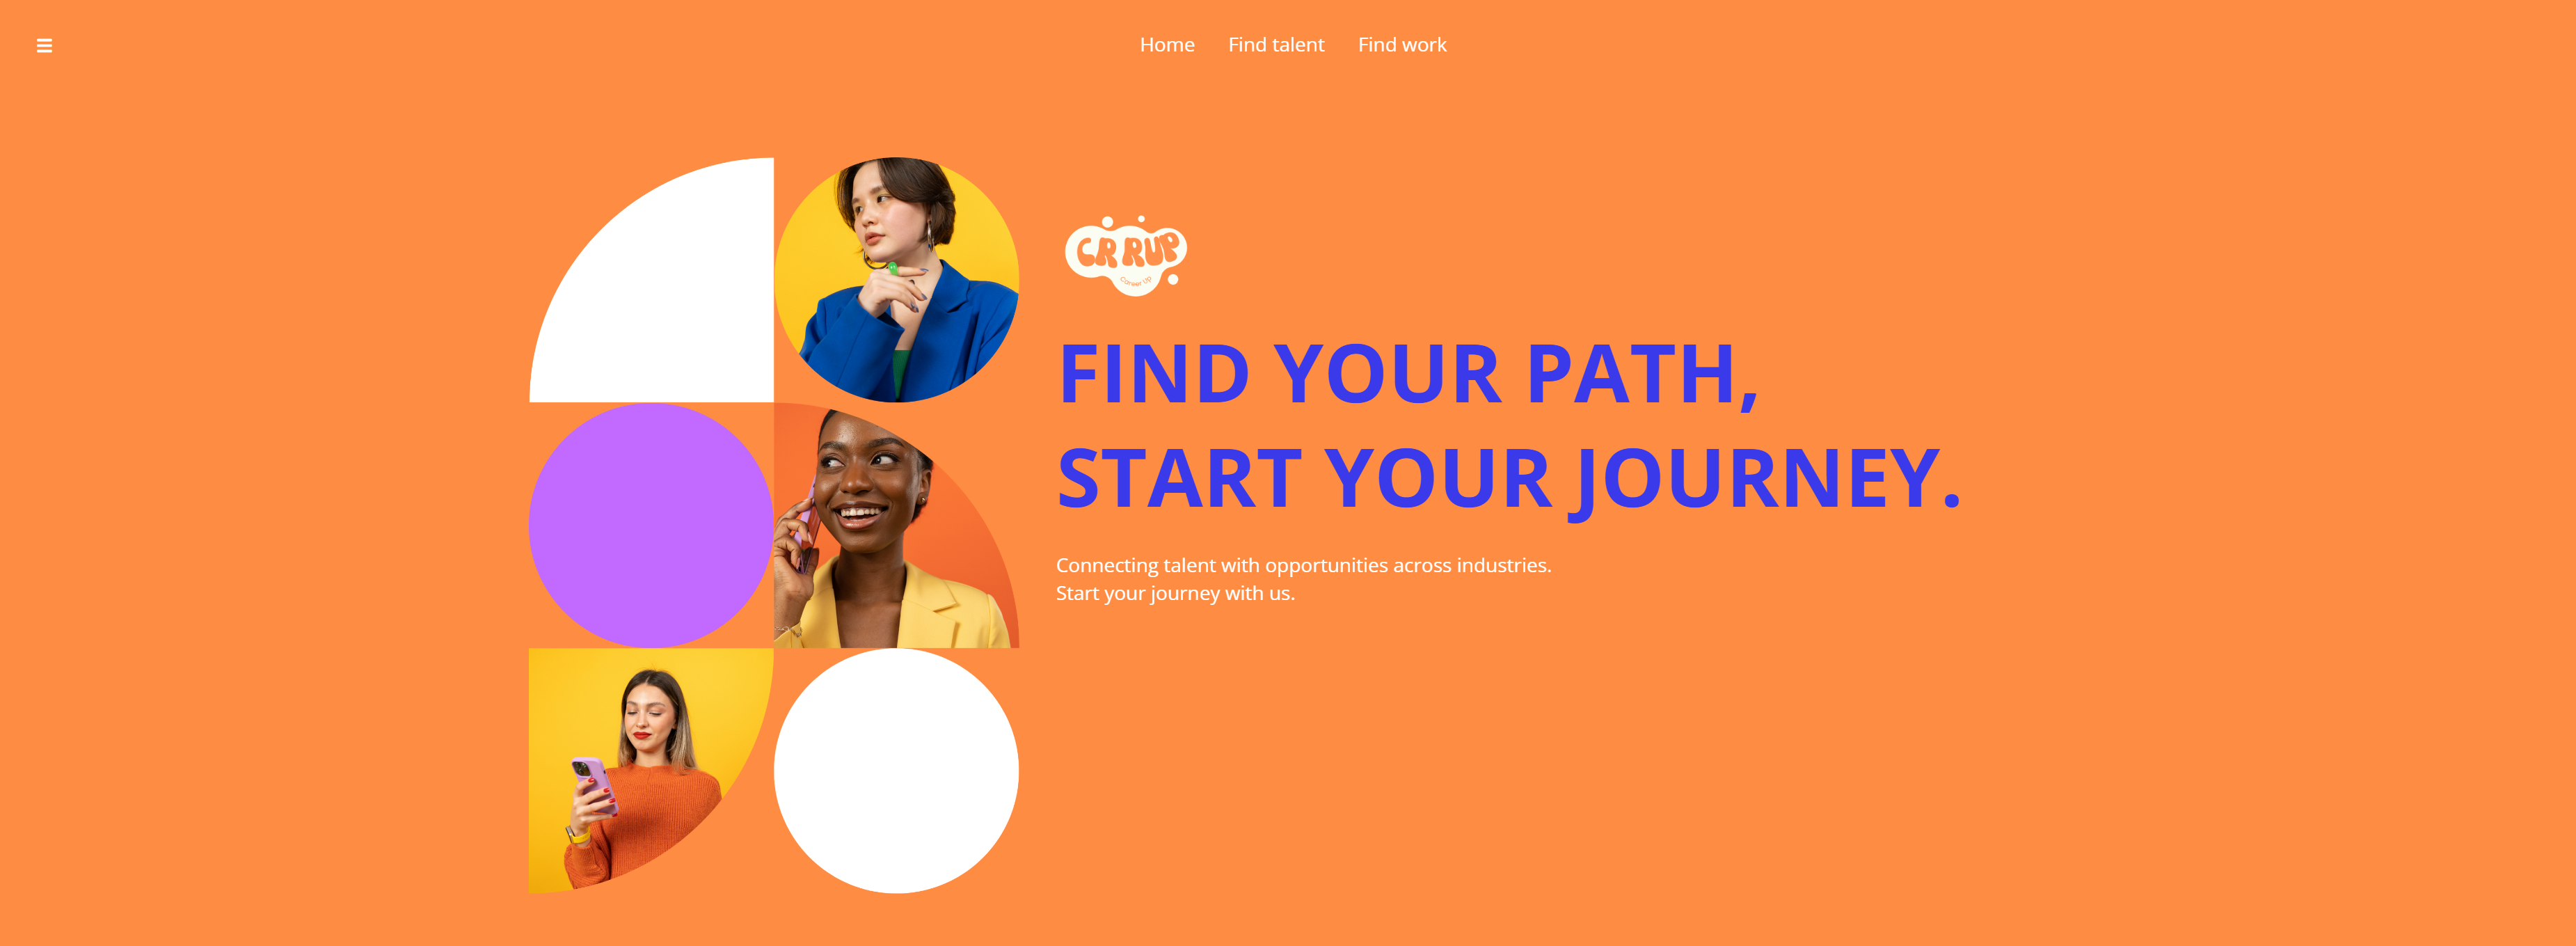 Home Find talent Find work
CR RUP
Career Up
FIND YOUR PATH,
START YOUR JOURNEY.
Connecting talent with opportunities across industries.
Start your journey with us.